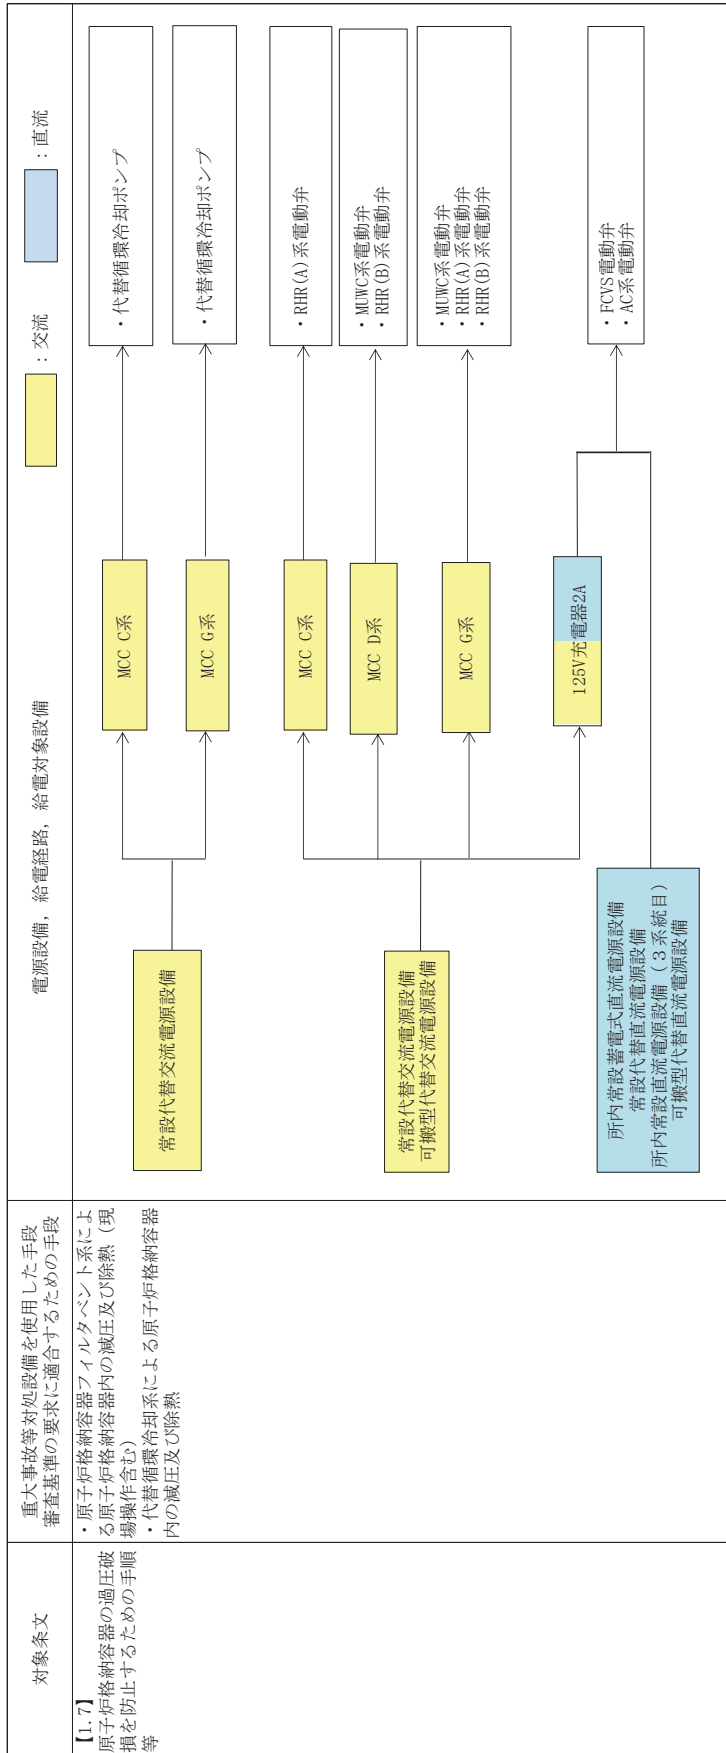 対象条文
重大事故等対処設備を使用した手段
審査基準の要求に適合するための手段
電源設備，給電経路，給電対象設備
：交流
：直流
【1.7】
原子炉格納容器の過圧破
損を防止するための手順
等
・原子炉格納容器フィルタベント系によ
る原子炉格納容器内の減圧及び除熱（現
場操作含む）
・代替循環冷却系による原子炉格納容器
内の減圧及び除熱
常設代替交流電源設備
MCC C系
・代替循環冷却ポンプ
MCC G系
・代替循環冷却ポンプ
常設代替交流電源設備
可搬型代替交流電源設備
MCC C系
・RHR(A)系電動弁
MCC D系
・MUWC系電動弁
・RHR(B)系電動弁
MCC G系
・MUWC系電動弁
・RHR(A)系電動弁
・RHR(B)系電動弁
125V充電器2A
・FCVS電動弁
・AC系電動弁
所内常設蓄電式直流電源設備
常設代替直流電源設備
所内常設直流電源設備（３系統目）
可搬型代替直流電源設備